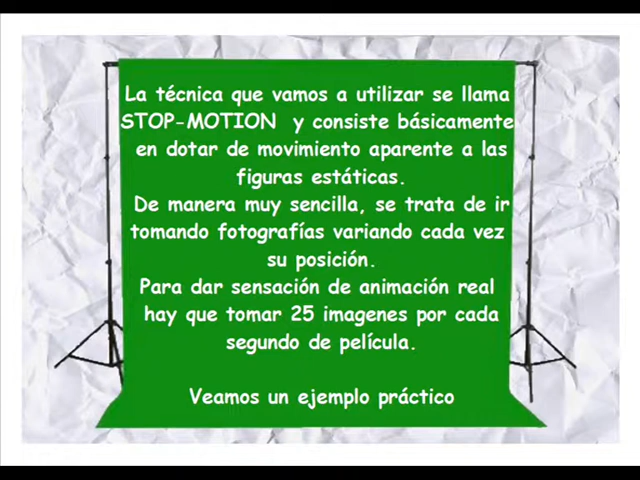 La técnica que vamos a utilizar se llama
STOP-MOTION y consiste básicamente
en dotar de movimiento aparente a las
figuras estáticas.
De manera muy sencilla, se trata de ir
tomando fotografías variando cada vez
su posición.
Para dar sensación de animación real
hay que tomar 25 imagenes por cada
segundo de película.
Veamos un ejemplo práctico